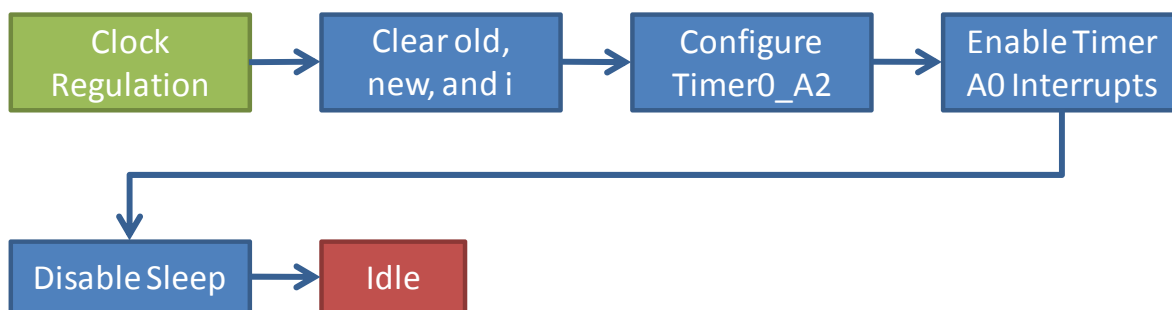 Clock
Regulation
Clear old,
new, and i
Configure
Timer0_A2
Enable Timer
A0 Interrupts
Disable Sleep
Idle